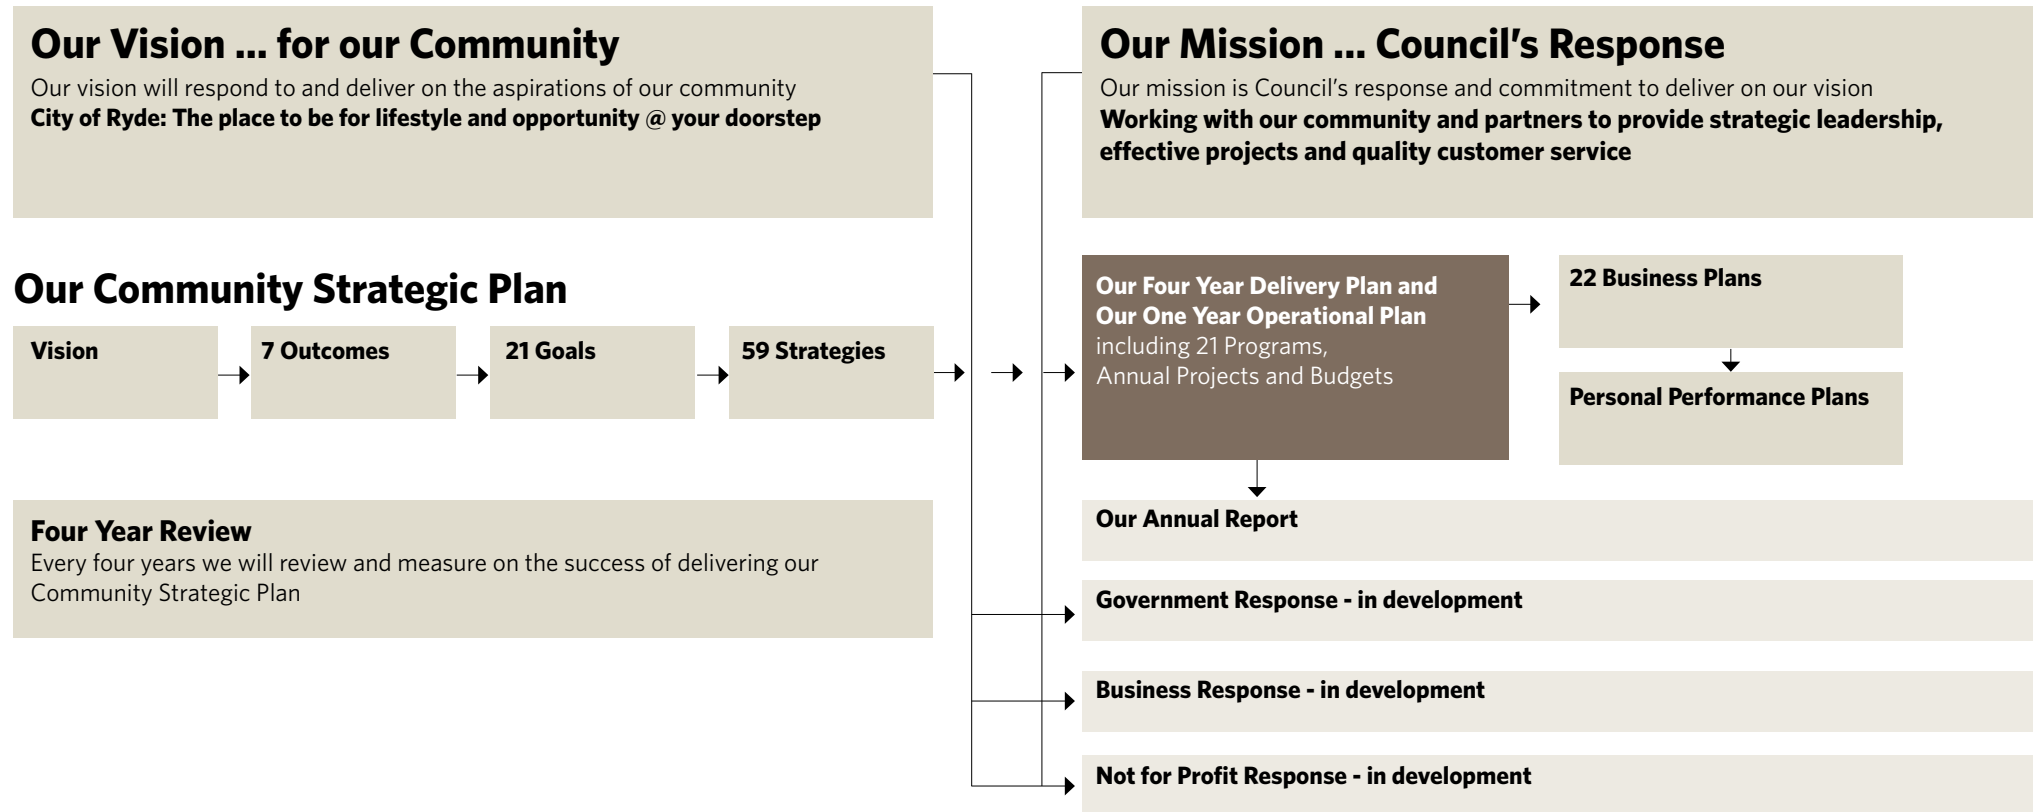 Our Vision ... for our Community
Our vision will respond to and deliver on the aspirations of our community
City of Ryde: The place to be for lifestyle and opportunity @ your doorstep
Our Mission ... Council’s Response
Our mission is Council’s response and commitment to deliver on our vision
Working with our community and partners to provide strategic leadership,
effective projects and quality customer service
Our Community Strategic Plan
Vision
7 Outcomes
21 Goals
59 Strategies
Our Four Year Delivery Plan and
Our One Year Operational Plan
including 21 Programs,
Annual Projects and Budgets
22 Business Plans
Personal Performance Plans
Four Year Review
Every four years we will review and measure on the success of delivering our
Community Strategic Plan
Our Annual Report
Government Response - in development
Business Response - in development
Not for Profit Response - in development